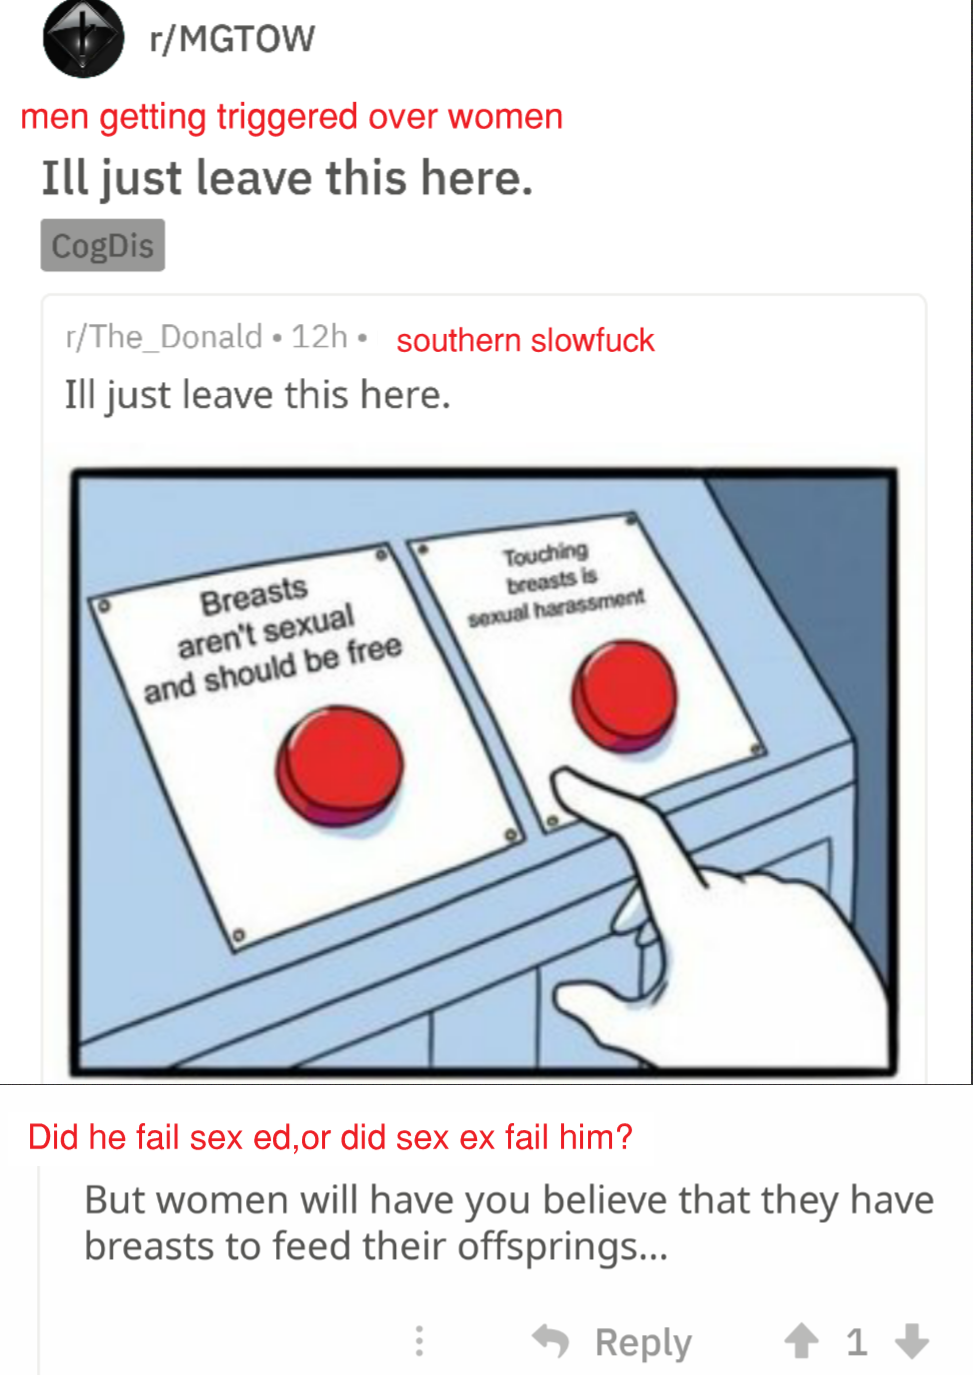 r/MGTOW
men getting triggered over women
Ill just leave this here.
CogDis
r/The_Donald • 12h •
southern slowfuck
Ill just leave this here.
Breasts
aren't sexual
and should be free
Touching
breasts is
sexual harassment
Did he fail sex ed,or did sex ex fail him?
But women will have you believe that they have
breasts to feed their offsprings...
Reply
1